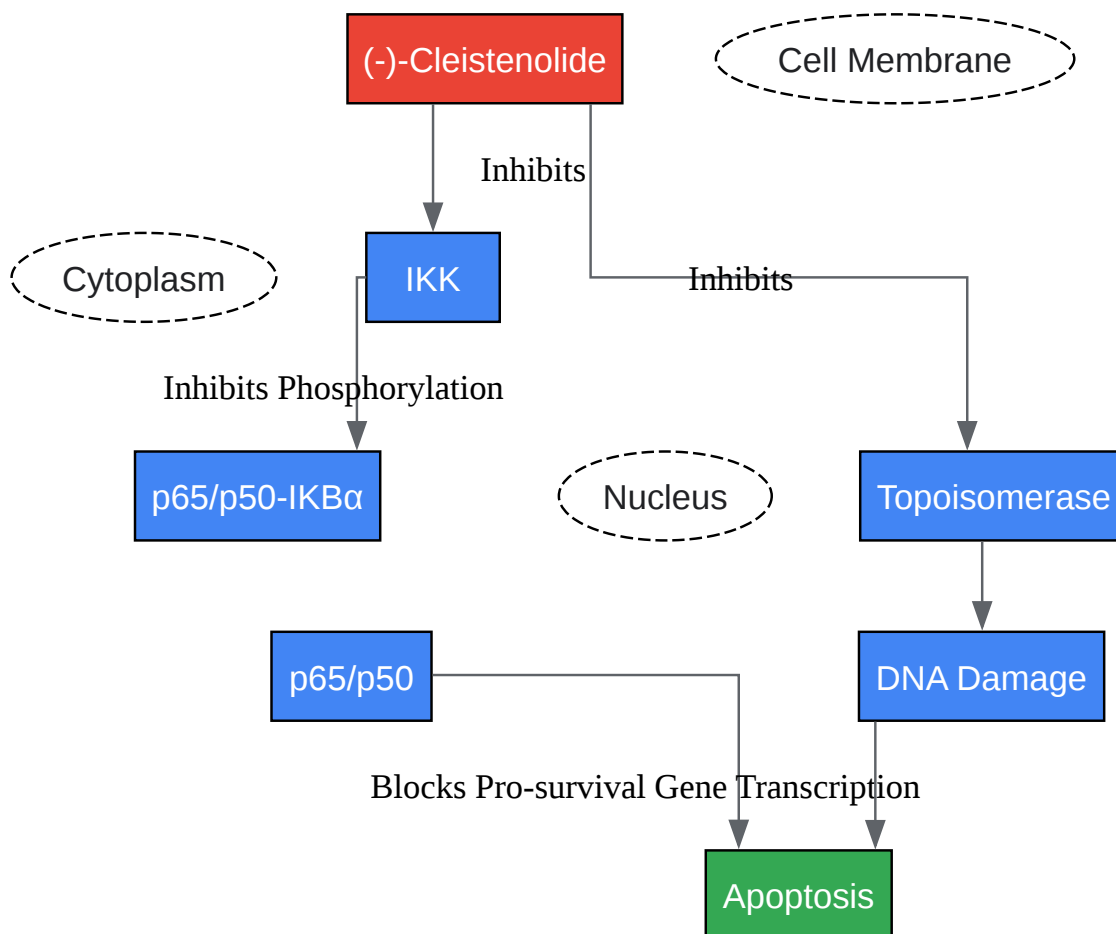 (-)-Cleistenolide
Cell Membrane
Inhibits
Cytoplasm
IKK
Inhibits
Inhibits Phosphorylation
p65/p50-IKBα
Nucleus
Topoisomerase
p65/p50
DNA Damage
Blocks Pro-survival Gene Transcription
Apoptosis